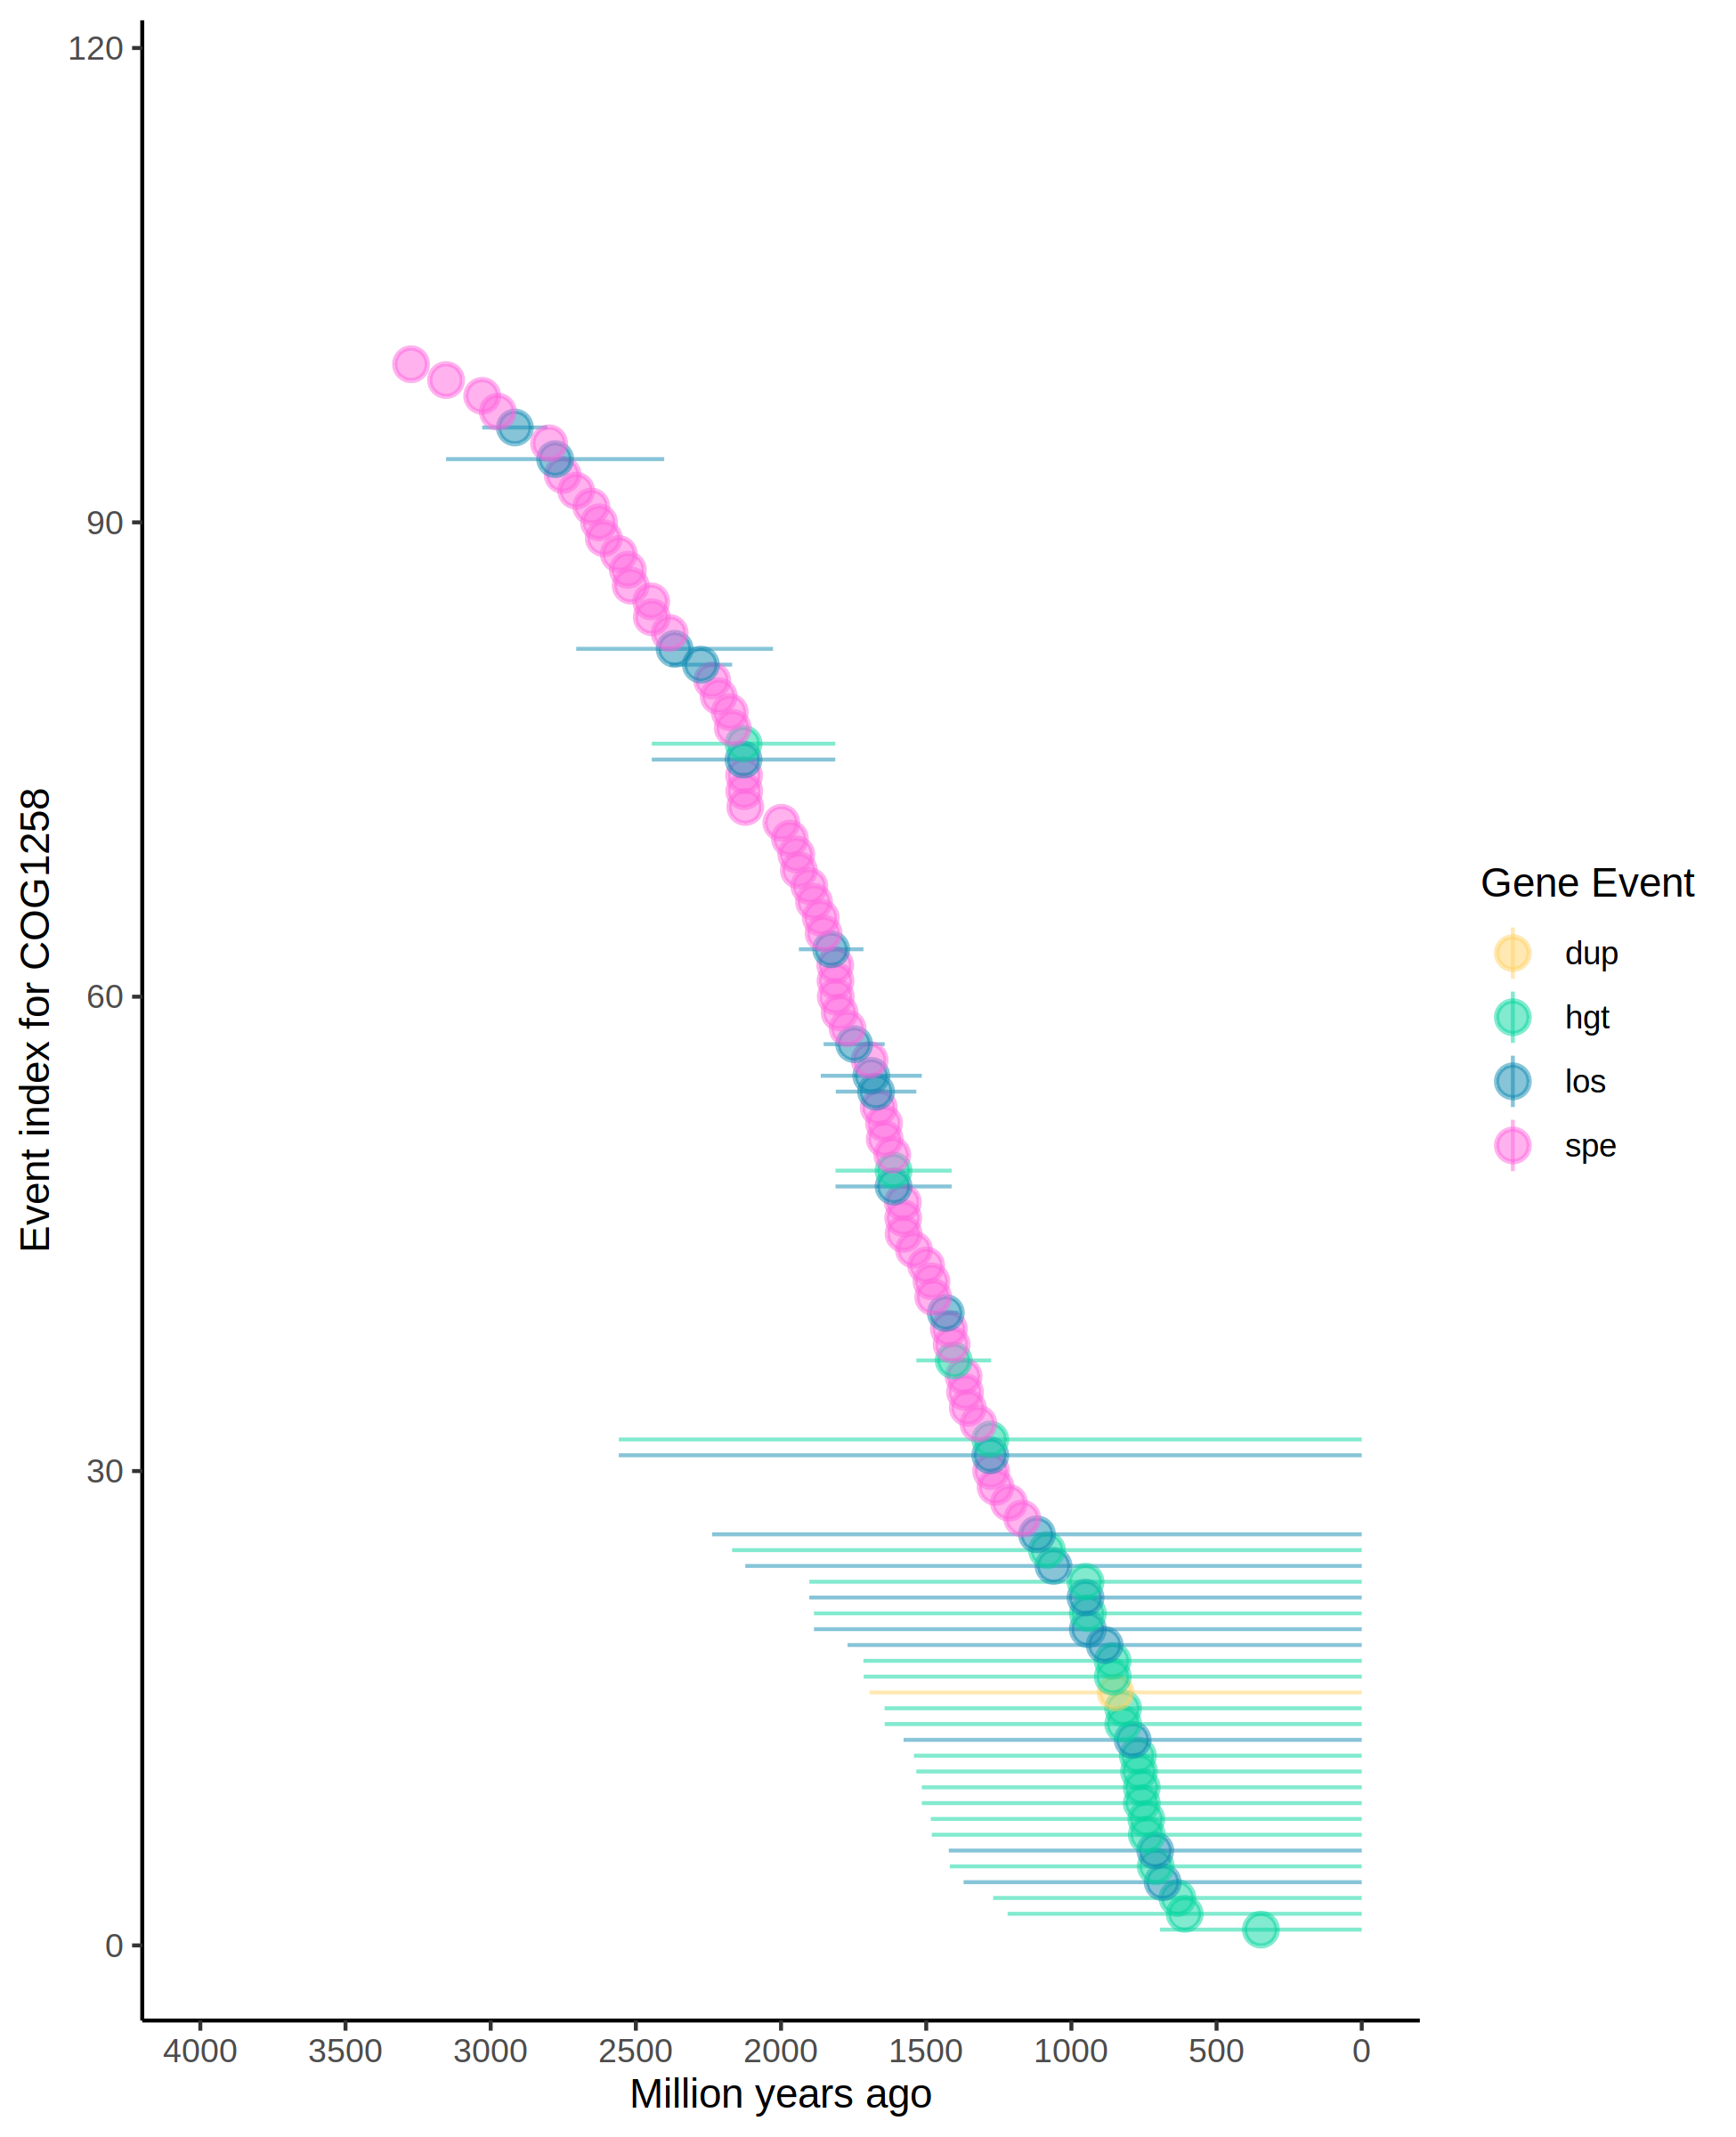 120
90
60
30
0
Event index for COG1258
4000 3500 3000 2500 2000 1500 1000 500 0
Million years ago
Gene Event
dup
hgt
los
spe